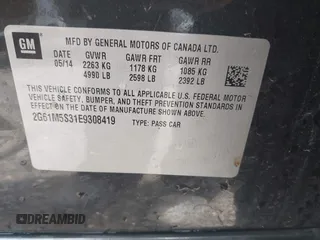 GM
MFD BY GENERAL MOTORS OF CANADA LTD.
05/14 GVWR GAWR FRT GAWR RR
2263 KG 1178 KG 1085 KG
4990 LB 2598 LB 2392 LB
THIS VEHICLE CONFORMS TO ALL APPLICABLE U.S. FEDERAL MOTOR
VEHICLE SAFETY, BUMPER, AND THEFT PREVENTION STANDARDS IN
EFFECT ON THE DATE OF MANUFACTURE SHOWN ABOVE.
2G61M5S31E9308419 TYPE: PASS CAR
DREAMBID